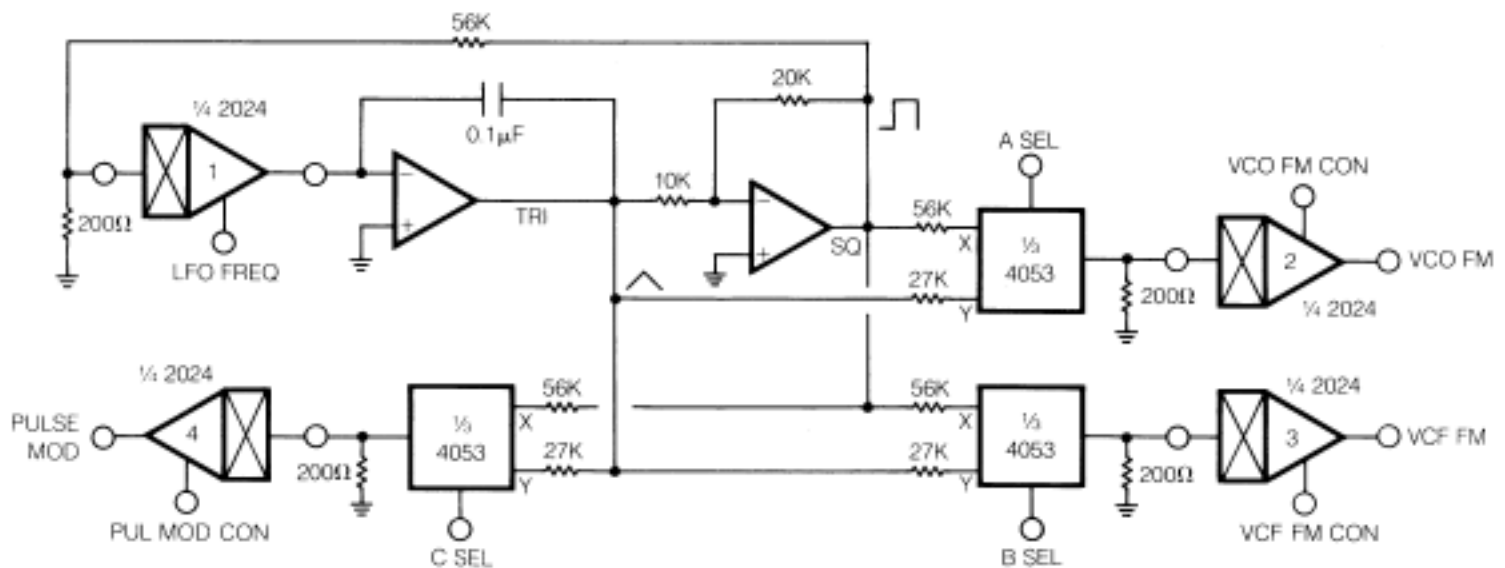 56K
20K
¼ 2024
0.1µF
A SEL
VCO FM CON
1
−
+
10K
−
+
56K
X
⅓
4053
2
VCO FM
200Ω
LFO FREQ
TRI
SQ
27K
Y
200Ω
¼ 2024
¼ 2024
56K
56K
¼ 2024
PULSE
MOD
4
X
⅓
4053
X
⅓
4053
3
VCF FM
200Ω
27K
Y
27K
Y
200Ω
PUL MOD CON
C SEL
B SEL
VCF FM CON